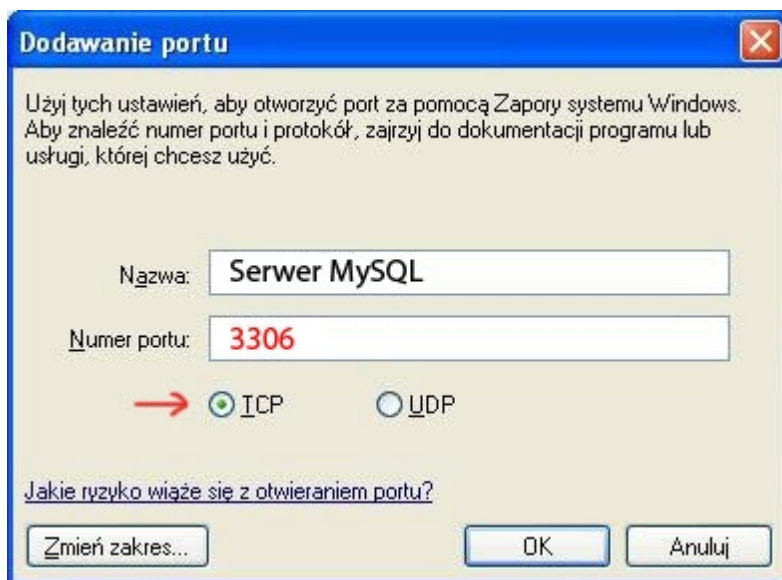 Dodawanie portu
Użyj tych ustawień, aby otworzyć port za pomocą Zapory systemu Windows.
Aby znaleźć numer portu i protokół, zajrzyj do dokumentacji programu lub
usługi, której chcesz użyć.
Nazwa: Serwer MySQL
Numer portu: 3306
TCP UDP
Jakie ryzyko wiąże się z otwieraniem portu?
Zmień zakres... OK Anuluj